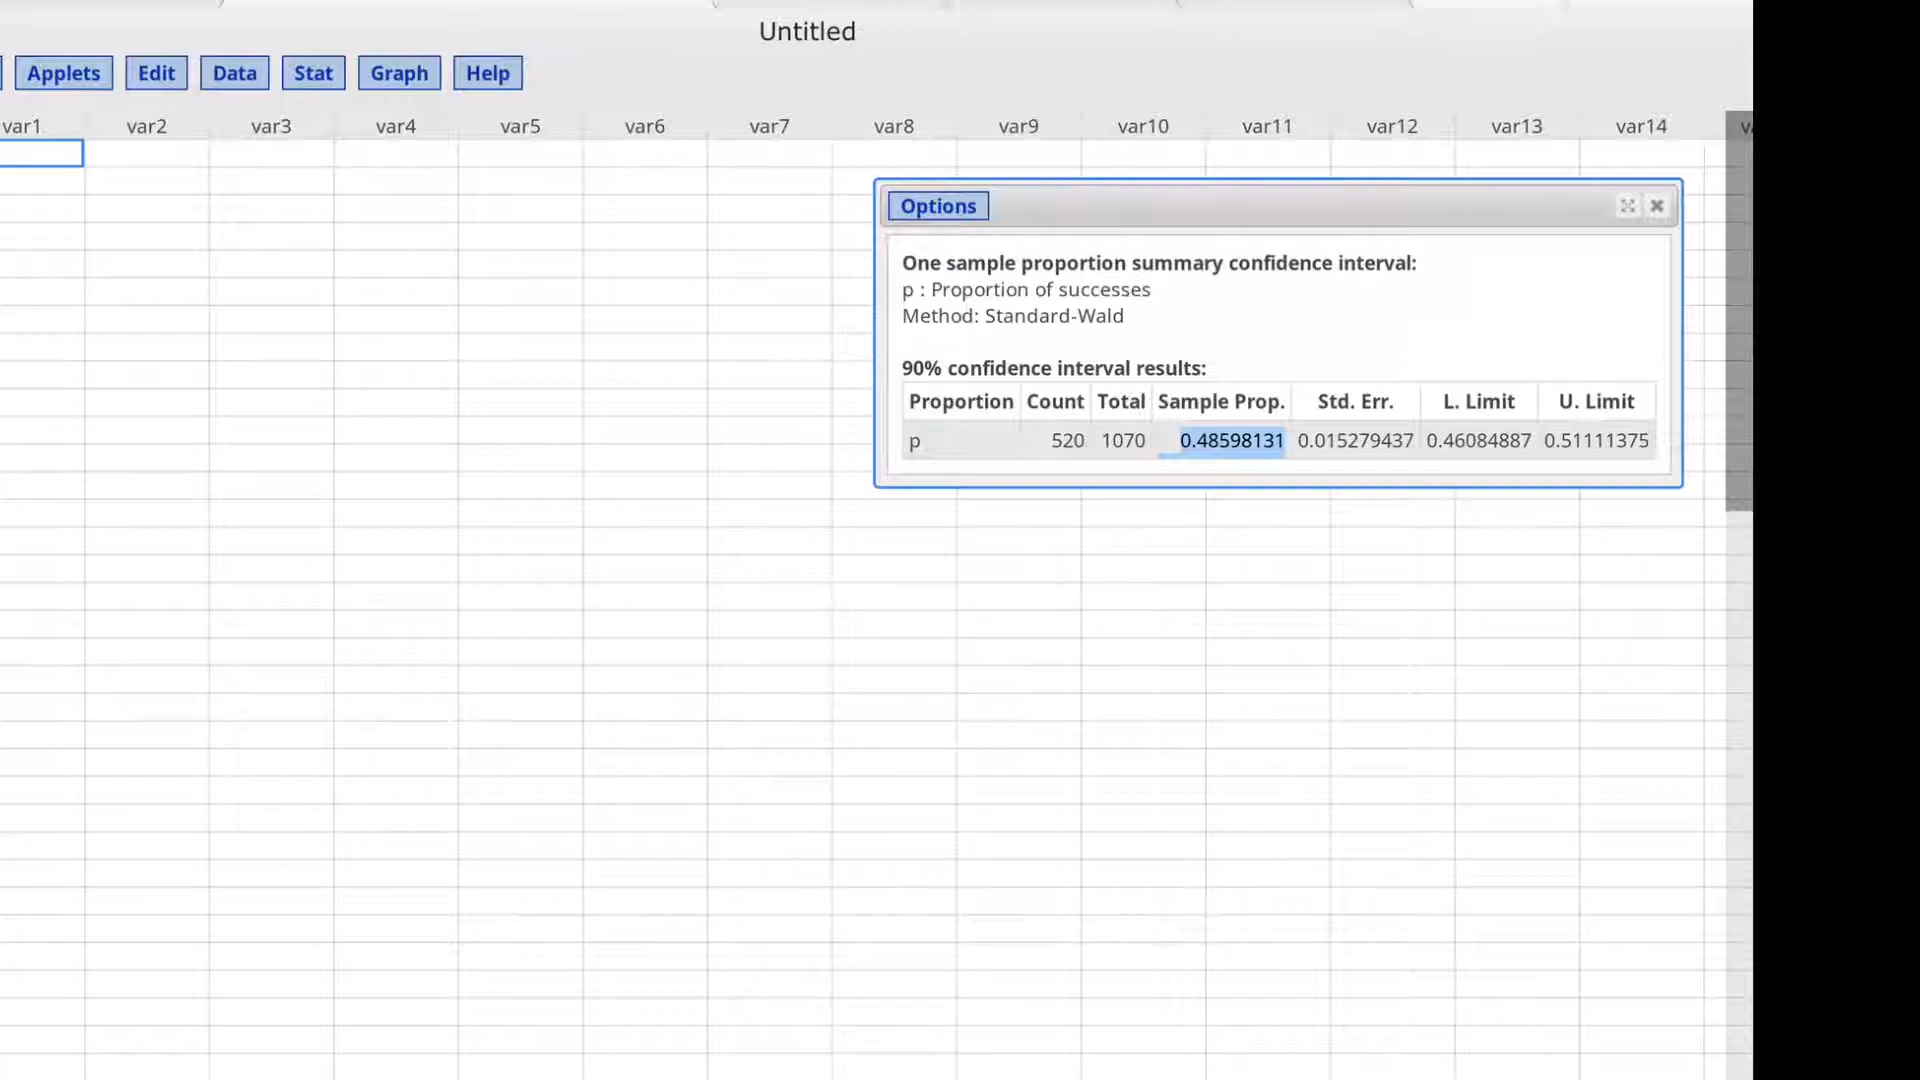 Untitled
Applets Edit Data Stat Graph Help
var1 var2 var3 var4 var5 var6 var7 var8 var9 var10 var11 var12 var13 var14
Options
One sample proportion summary confidence interval:
p : Proportion of successes
Method: Standard-Wald
90% confidence interval results:
Proportion Count Total Sample Prop. Std. Err. L. Limit U. Limit
p 520 1070 0.48598131 0.015279437 0.46084887 0.51111375